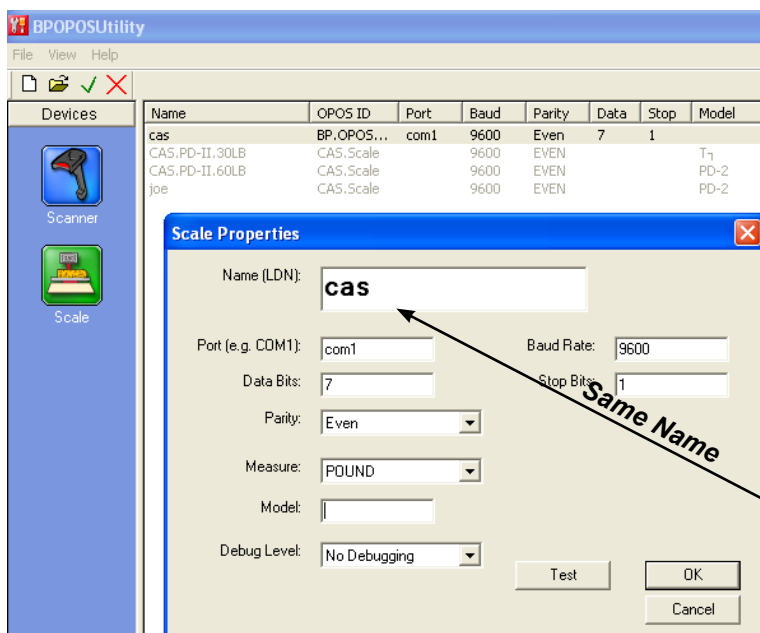 BPOPOSUtility
File View Help
Devices
Name OPOS ID Port Baud Parity Data Stop Model
cas BP.OPOS... com1 9600 Even 7 1
CAS.PD-II.30LB CAS.Scale 9600 EVEN
CAS.PD-II.60LB CAS.Scale 9600 EVEN PD-2
joe CAS.Scale 9600 EVEN PD-2
Scanner
Scale
Scale Properties
Name (LDN): cas
Port (e.g. COM1): com1 Baud Rate: 9600
Data Bits: 7 Stop Bits: 1
Same Name
Parity: Even
Measure: POUND
Model:
Debug Level: No Debugging
Test OK
Cancel